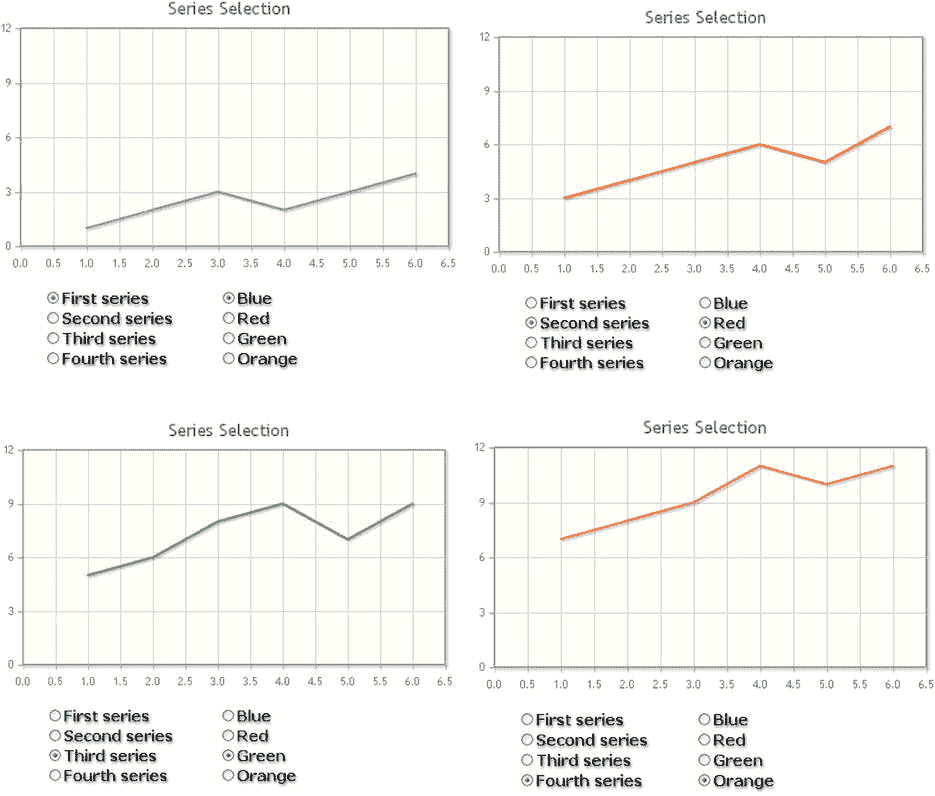 Series Selection
12
9
6
3
0
0.0 0.5 1.0 1.5 2.0 2.5 3.0 3.5 4.0 4.5 5.0 5.5 6.0 6.5
First series Blue
Second series Red
Third series Green
Fourth series Orange
Series Selection
12
9
6
3
0
0.0 0.5 1.0 1.5 2.0 2.5 3.0 3.5 4.0 4.5 5.0 5.5 6.0 6.5
First series Blue
Second series Red
Third series Green
Fourth series Orange
Series Selection
12
9
6
3
0
0.0 0.5 1.0 1.5 2.0 2.5 3.0 3.5 4.0 4.5 5.0 5.5 6.0 6.5
First series Blue
Second series Red
Third series Green
Fourth series Orange
Series Selection
12
9
6
3
0
0.0 0.5 1.0 1.5 2.0 2.5 3.0 3.5 4.0 4.5 5.0 5.5 6.0 6.5
First series Blue
Second series Red
Third series Green
Fourth series Orange